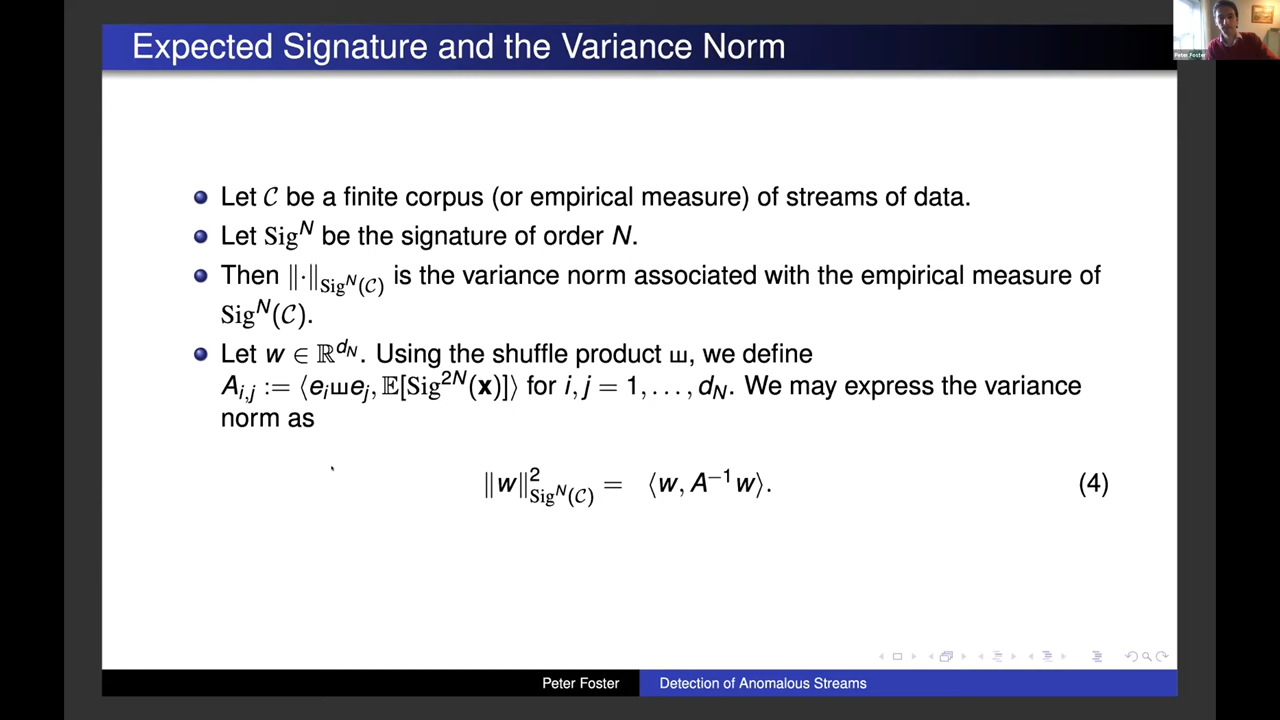 Expected Signature and the Variance Norm
Peter Foster
Let 𝒞 be a finite corpus (or empirical measure) of streams of data.
Let Sig^N be the signature of order N.
Then ‖·‖_{Sig^N(𝒞)} is the variance norm associated with the empirical measure of
Sig^N(𝒞).
Let w ∈ ℝ^{d_N}. Using the shuffle product ш, we define
A_{i,j} := ⟨e_i ш e_j, 𝔼[Sig^{2N}(𝐱)]⟩ for i, j = 1, . . . , d_N. We may express the variance
norm as
‖w‖²_{Sig^N(𝒞)} = ⟨w, A^{−1}w⟩. (4)
Peter Foster
Detection of Anomalous Streams